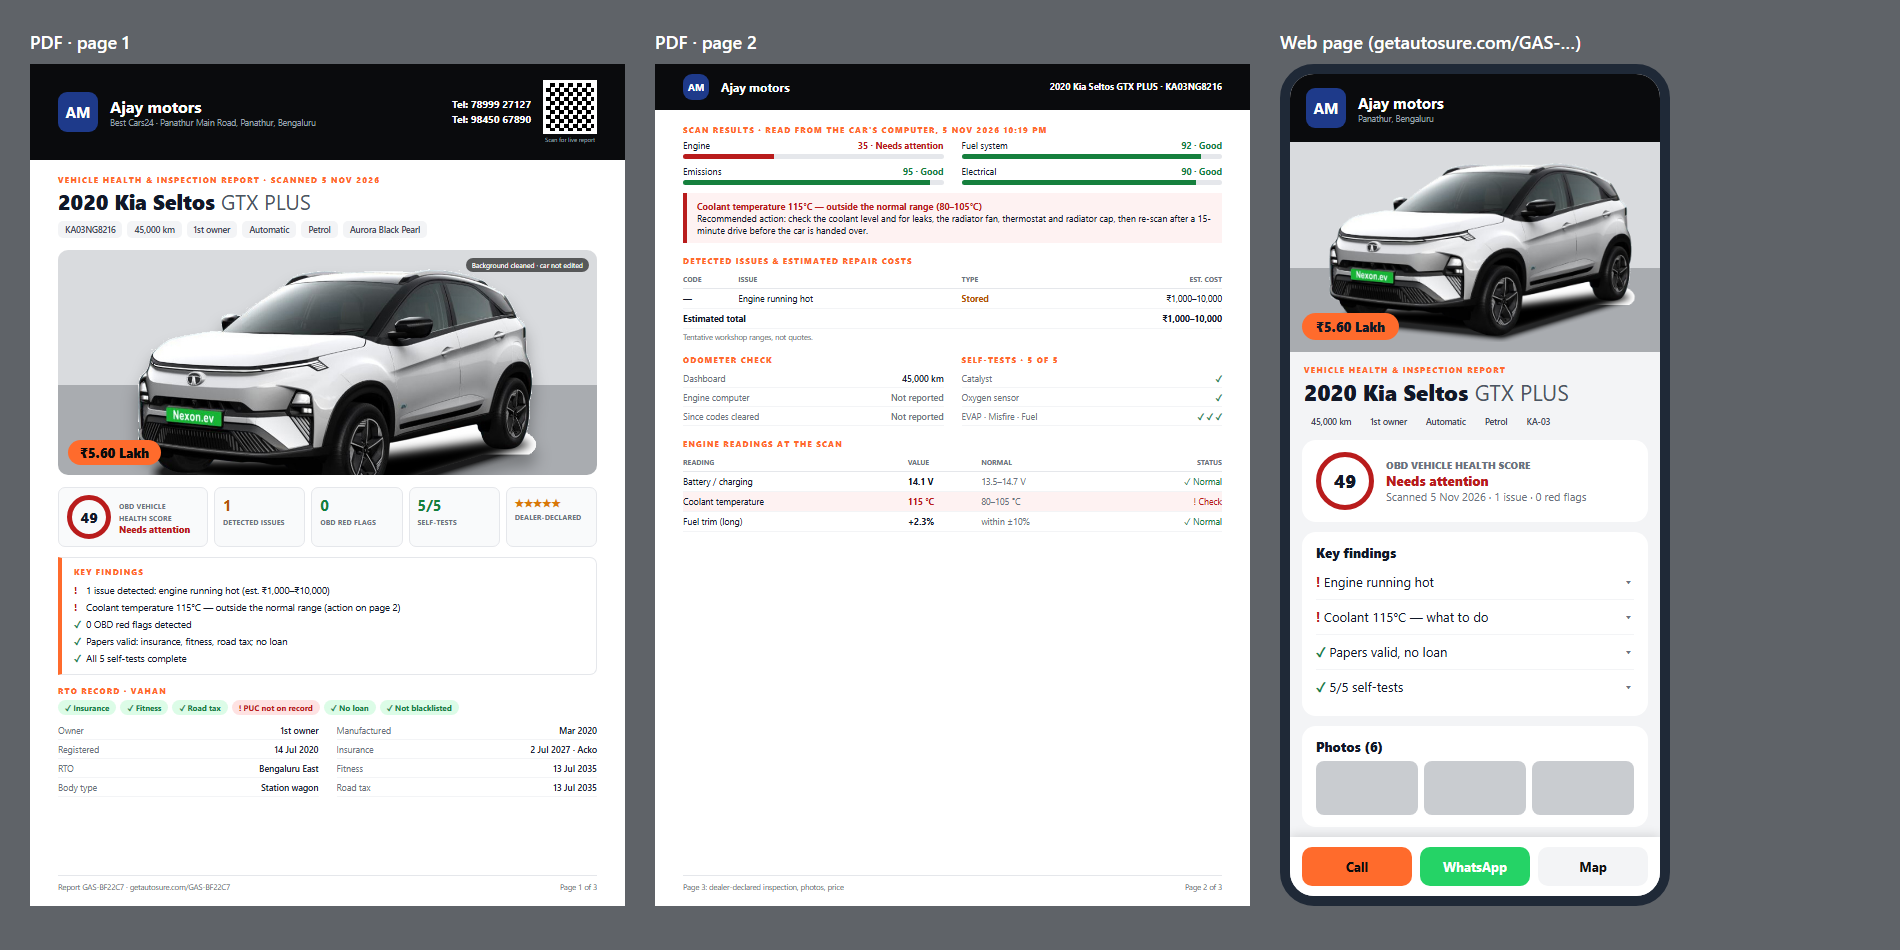 PDF · page 1
AM
Ajay motors
Best Cars24 · Panathur Main Road, Panathur, Bengaluru
Tel: 78999 27127
Tel: 98450 67890
Scan for live report
VEHICLE HEALTH & INSPECTION REPORT · SCANNED 5 NOV 2026
2020 Kia Seltos GTX PLUS
KA03NG8216 45,000 km 1st owner Automatic Petrol Aurora Black Pearl
Background cleaned · car not edited
Nexon.ev
₹5.60 Lakh
49
OBD VEHICLE
HEALTH SCORE
Needs attention
1
DETECTED ISSUES
0
OBD RED FLAGS
5/5
SELF-TESTS
★★★★★
DEALER-DECLARED
KEY FINDINGS
! 1 issue detected: engine running hot (est. ₹1,000–₹10,000)
! Coolant temperature 115°C — outside the normal range (action on page 2)
✓ 0 OBD red flags detected
✓ Papers valid: insurance, fitness, road tax; no loan
✓ All 5 self-tests complete
RTO RECORD · VAHAN
✓ Insurance ✓ Fitness ✓ Road tax ! PUC not on record ✓ No loan ✓ Not blacklisted
Owner 1st owner Manufactured Mar 2020
Registered 14 Jul 2020 Insurance 2 Jul 2027 · Acko
RTO Bengaluru East Fitness 13 Jul 2035
Body type Station wagon Road tax 13 Jul 2035
Report GAS-BF22C7 · getautosure.com/GAS-BF22C7 Page 1 of 3
PDF · page 2
AM Ajay motors 2020 Kia Seltos GTX PLUS · KA03NG8216
SCAN RESULTS · READ FROM THE CAR'S COMPUTER, 5 NOV 2026 10:19 PM
Engine 35 · Needs attention Fuel system 92 · Good
Emissions 95 · Good Electrical 90 · Good
Coolant temperature 115°C — outside the normal range (80–105°C)
Recommended action: check the coolant level and for leaks, the radiator fan, thermostat and radiator cap, then re-scan after a 15-
minute drive before the car is handed over.
DETECTED ISSUES & ESTIMATED REPAIR COSTS
CODE ISSUE TYPE EST. COST
— Engine running hot Stored ₹1,000–10,000
Estimated total ₹1,000–10,000
Tentative workshop ranges, not quotes.
ODOMETER CHECK SELF-TESTS · 5 OF 5
Dashboard 45,000 km Catalyst ✓
Engine computer Not reported Oxygen sensor ✓
Since codes cleared Not reported EVAP · Misfire · Fuel ✓ ✓ ✓
ENGINE READINGS AT THE SCAN
READING VALUE NORMAL STATUS
Battery / charging 14.1 V 13.5–14.7 V ✓ Normal
Coolant temperature 115 °C 80–105 °C ! Check
Fuel trim (long) +2.3% within ±10% ✓ Normal
Page 3: dealer-declared inspection, photos, price Page 2 of 3
Web page (getautosure.com/GAS-…)
AM
Ajay motors
Panathur, Bengaluru
Nexon.ev
₹5.60 Lakh
VEHICLE HEALTH & INSPECTION REPORT
2020 Kia Seltos GTX PLUS
45,000 km 1st owner Automatic Petrol KA-03
49
OBD VEHICLE HEALTH SCORE
Needs attention
Scanned 5 Nov 2026 · 1 issue · 0 red flags
Key findings
! Engine running hot
! Coolant 115°C — what to do
✓ Papers valid, no loan
✓ 5/5 self-tests
Photos (6)
Call WhatsApp Map